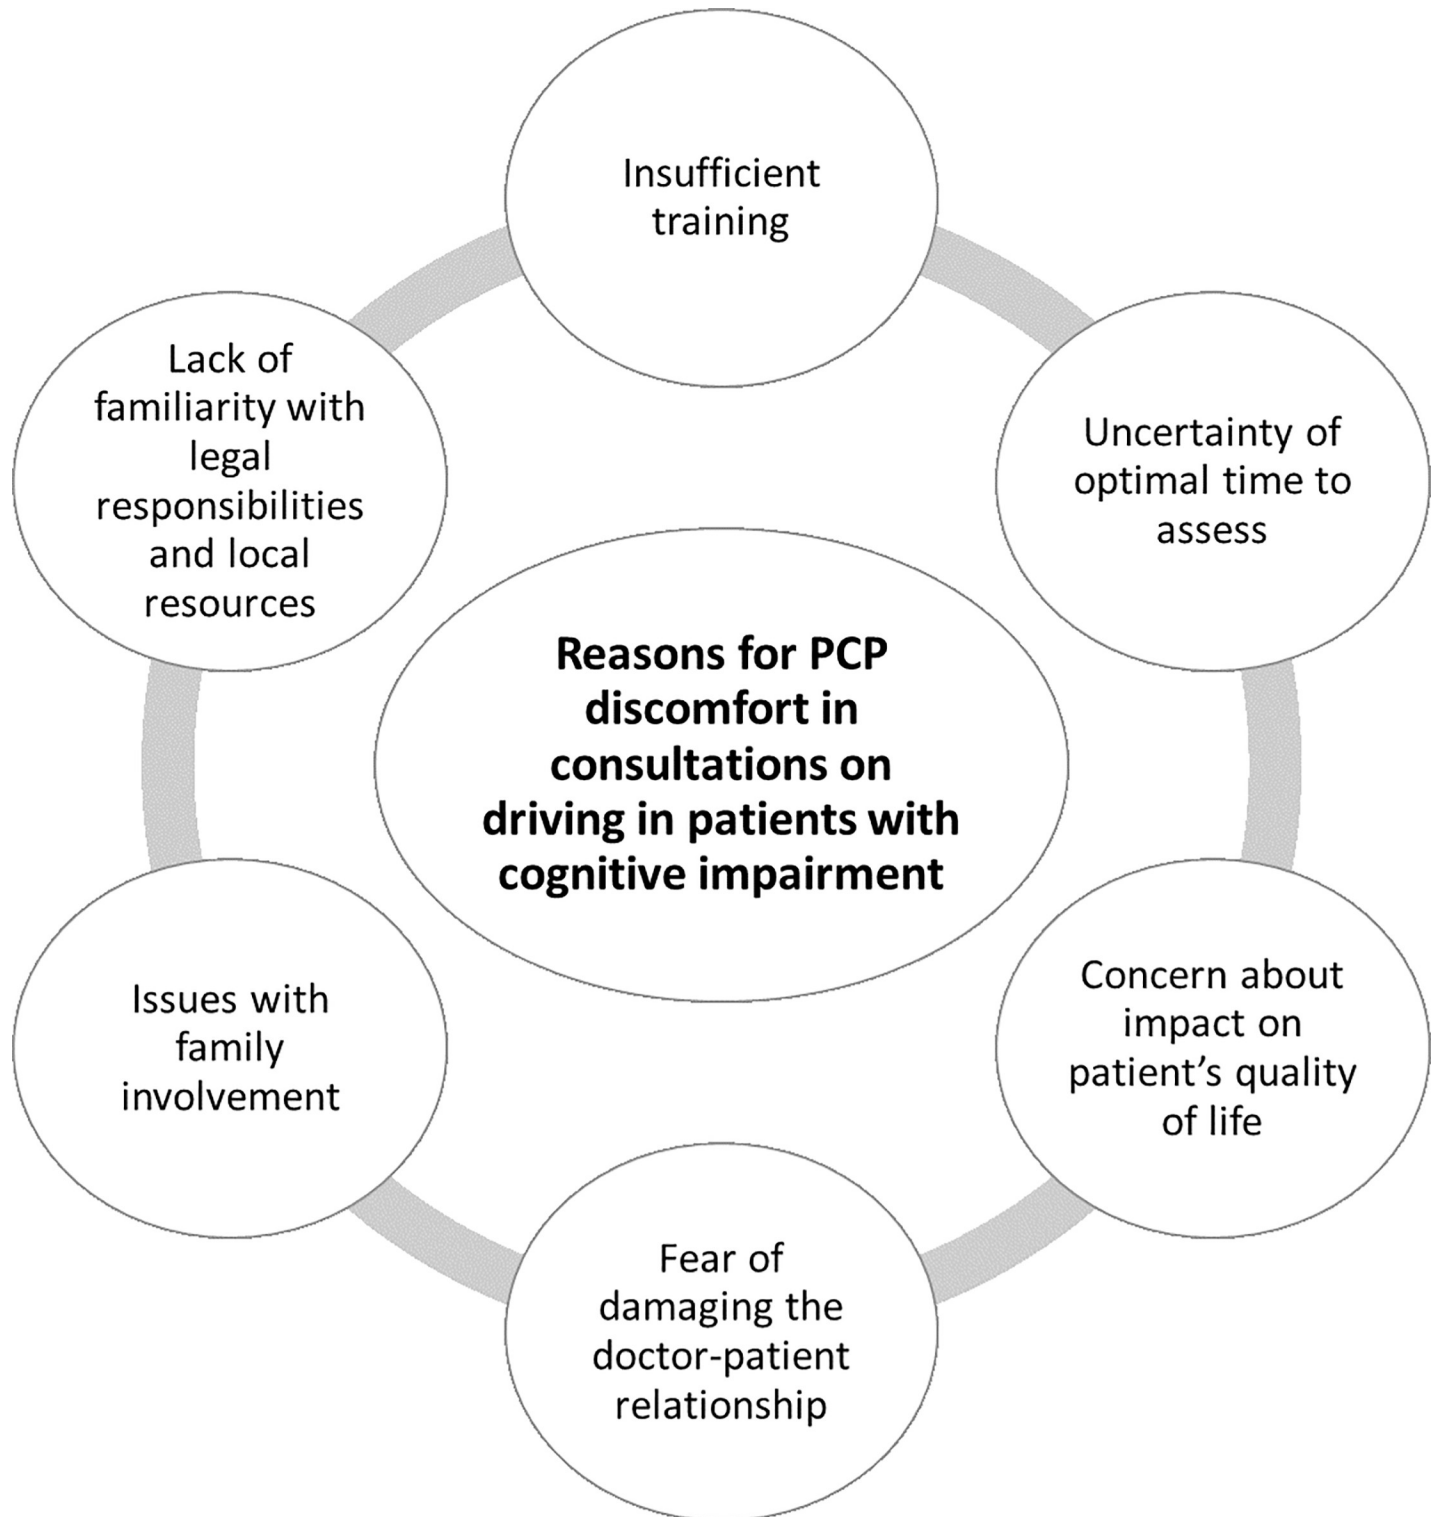 Insufficient
training
Lack of
familiarity with
legal
responsibilities
and local
resources
Uncertainty of
optimal time to
assess
Reasons for PCP
discomfort in
consultations on
driving in patients with
cognitive impairment
Issues with
family
involvement
Concern about
impact on
patient’s quality
of life
Fear of
damaging the
doctor-patient
relationship